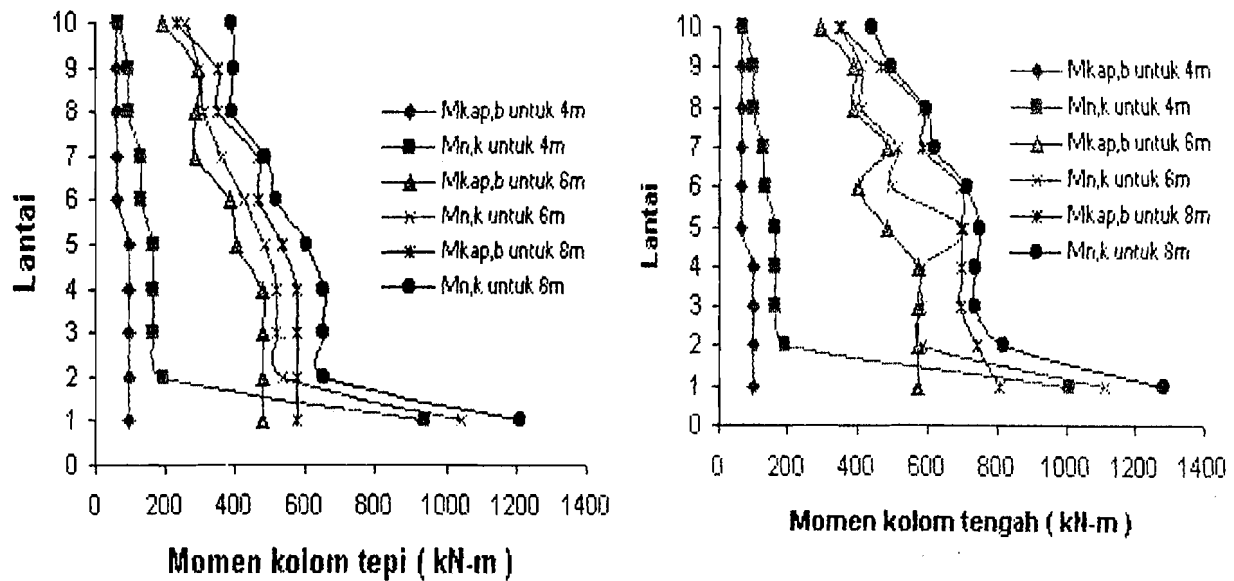 10
9
8
7
6
5
4
3
2
1
0
Lantai
0
200
400
600
800
1000
1200
1400
Momen kolom tepi ( kN-m )
Mkap,b untuk 4m
Mn,k untuk 4m
Mkap,b untuk 6m
Mn,k untuk 6m
Mkap,b untuk 8m
Mn,k untuk 8m
10
9
8
7
6
5
4
3
2
1
0
Lantai
0
200
400
600
800
1000
1200
1400
Momen kolom tengah ( kN-m )
Mkap,b untuk 4m
Mn,k untuk 4m
Mkap,b untuk 6m
Mn,k untuk 6m
Mkap,b untuk 8m
Mn,k untuk 8m